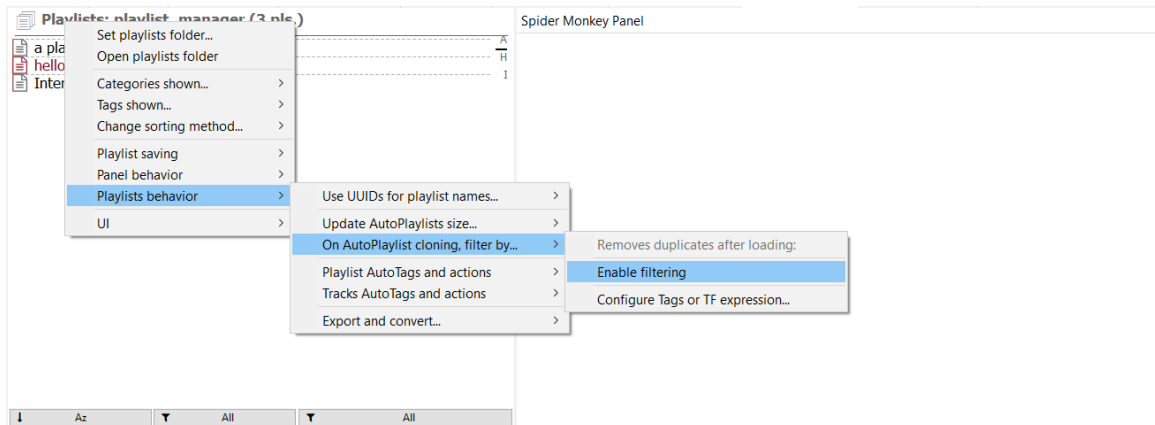 Playlists: playlist_manager (3 pls.)
Spider Monkey Panel
a pla
hello
Inter
A
H
I
Set playlists folder...
Open playlists folder
Categories shown...
Tags shown...
Change sorting method...
Playlist saving
Panel behavior
Playlists behavior
UI
Use UUIDs for playlist names...
Update AutoPlaylists size...
On AutoPlaylist cloning, filter by...
Playlist AutoTags and actions
Tracks AutoTags and actions
Export and convert...
Removes duplicates after loading:
Enable filtering
Configure Tags or TF expression...
Az
All
All